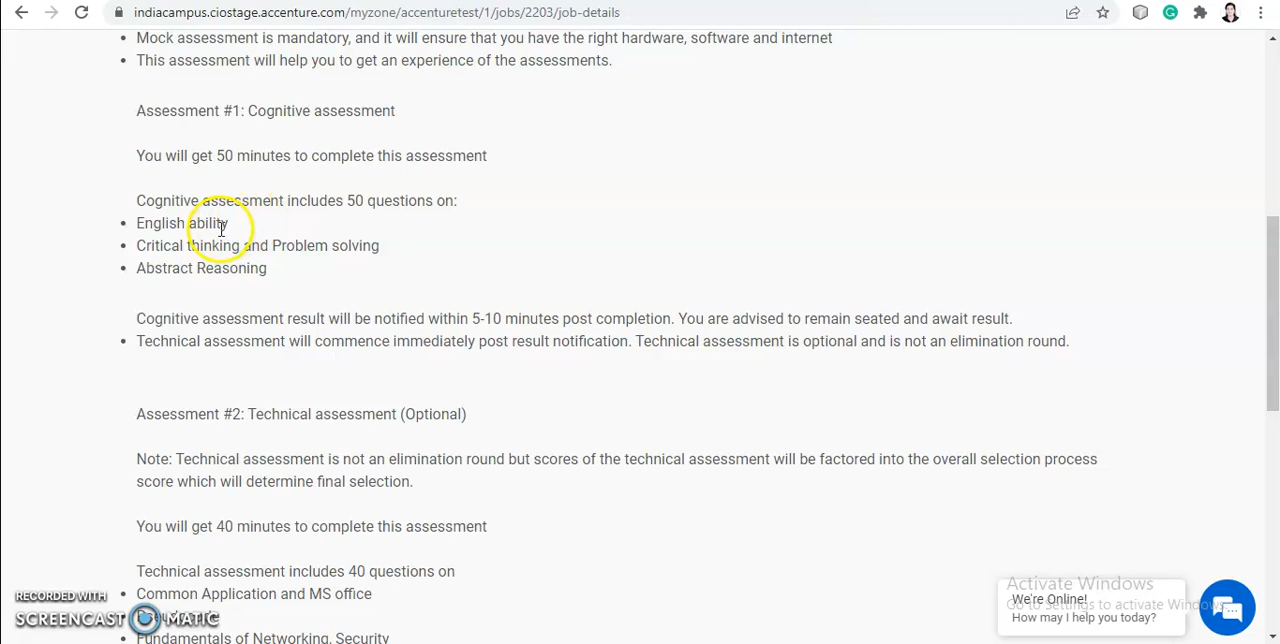 indiacampus.ciostage.accenture.com/myzone/accenturetest/1/jobs/2203/job-details
• Mock assessment is mandatory, and it will ensure that you have the right hardware, software and internet
• This assessment will help you to get an experience of the assessments.
Assessment #1: Cognitive assessment
You will get 50 minutes to complete this assessment
Cognitive assessment includes 50 questions on:
• English ability
• Critical thinking and Problem solving
• Abstract Reasoning
Cognitive assessment result will be notified within 5-10 minutes post completion. You are advised to remain seated and await result.
• Technical assessment will commence immediately post result notification. Technical assessment is optional and is not an elimination round.
Assessment #2: Technical assessment (Optional)
Note: Technical assessment is not an elimination round but scores of the technical assessment will be factored into the overall selection process
score which will determine final selection.
You will get 40 minutes to complete this assessment
Technical assessment includes 40 questions on
• Common Application and MS office
• Fundamentals of Networking, Security
RECORDED WITH
SCREENCAST MATIC
Activate Windows
Go to Settings to activate Windows.
We're Online!
How may I help you today?